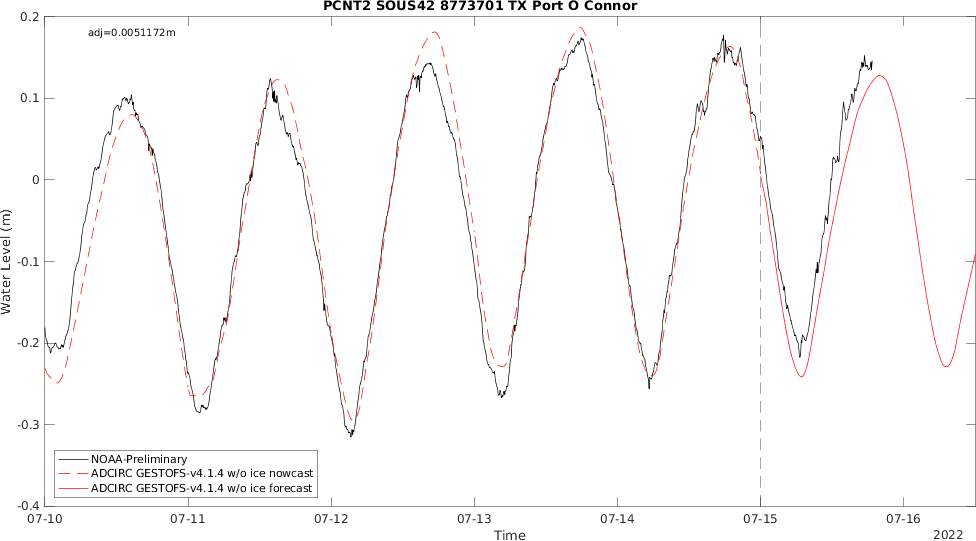 PCNT2 SOUS42 8773701 TX Port O Connor
adj=0.0051172m
0.2
0.1
0
-0.1
-0.2
-0.3
-0.4
Water Level (m)
NOAA-Preliminary
ADCIRC GESTOFS-v4.1.4 w/o ice nowcast
ADCIRC GESTOFS-v4.1.4 w/o ice forecast
07-10 07-11 07-12 07-13 07-14 07-15 07-16
Time
2022